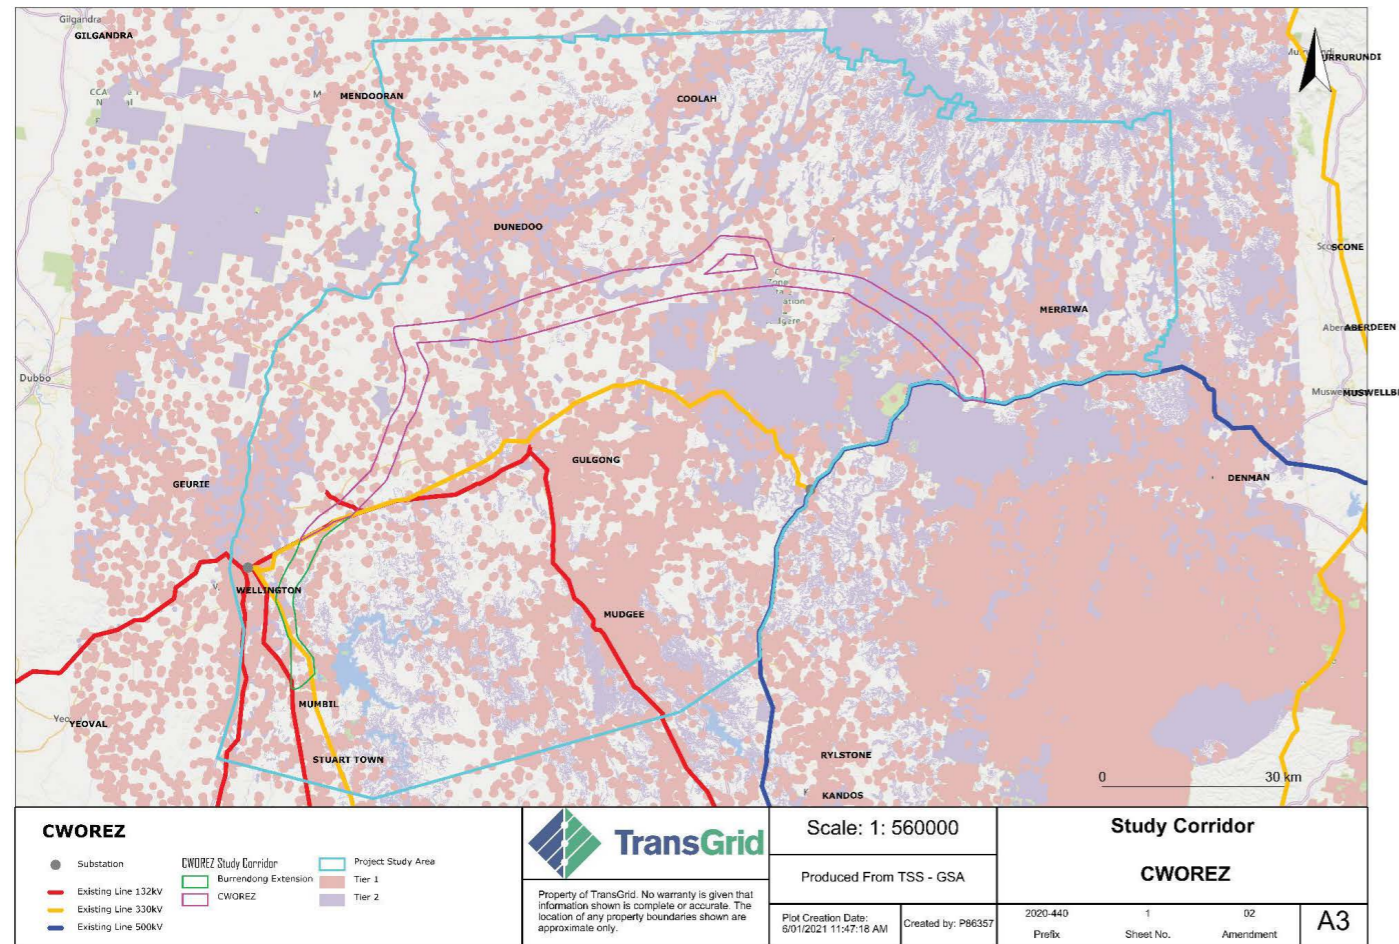 Gilgandra
GILGANDRA
URRURUNDI
MENDOORAN
COOLAH
DUNEDOO
SCONE
MERRIWA
ABERDEEN
Dubbo
MUSWELLB
GULGONG
GEURIE
DENMAN
WELLINGTON
MUDGEE
MUMBIL
YEOVAL
STUART TOWN
RYLSTONE
KANDOS
0 30 km
CWOREZ
Substation
Existing Line 132kV
Existing Line 330kV
Existing Line 500kV
CWOREZ Study Corridor
Burrendong Extension
CWOREZ
Project Study Area
Tier 1
Tier 2
TransGrid
Property of TransGrid. No warranty is given that
information shown is complete or accurate. The
location of any property boundaries shown are
approximate only.
Scale: 1: 560000
Produced From TSS - GSA
Plot Creation Date:
6/01/2021 11:47:18 AM
Created by: P86357
Study Corridor
CWOREZ
2020-440 1 02
Prefix Sheet No. Amendment
A3